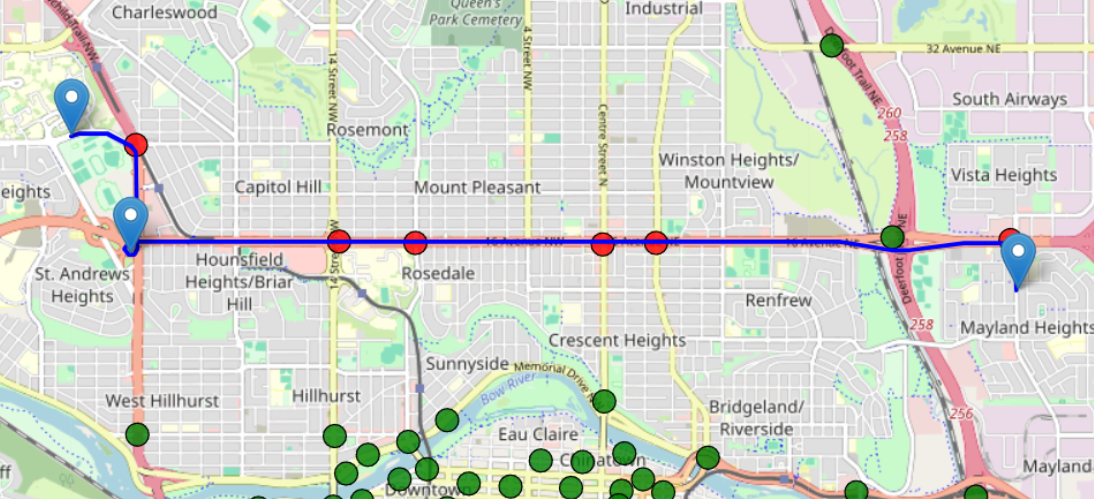 Charleswood
Queen's
Park Cemetery
Industrial
4 Street NW
14 Street NW
32 Avenue NE
Deerfoot Trail NE
South Airways
260
258
Rosemont
Centre Street N
Winston Heights/
Mountview
Vista Heights
eights
Capitol Hill
Mount Pleasant
16 Avenue NW
16 Avenue NE
Deerfoot
NE
St. Andrews
Heights
Hounsfield
Heights/Briar
Hill
Rosedale
Renfrew
258
Mayland Heights
Crescent Heights
Sunnyside
Memorial Drive
Bow River
West Hillhurst
Hillhurst
Bridgeland/
Riverside
256
Eau Claire
Chinatown
Mayland
ff
Downtown